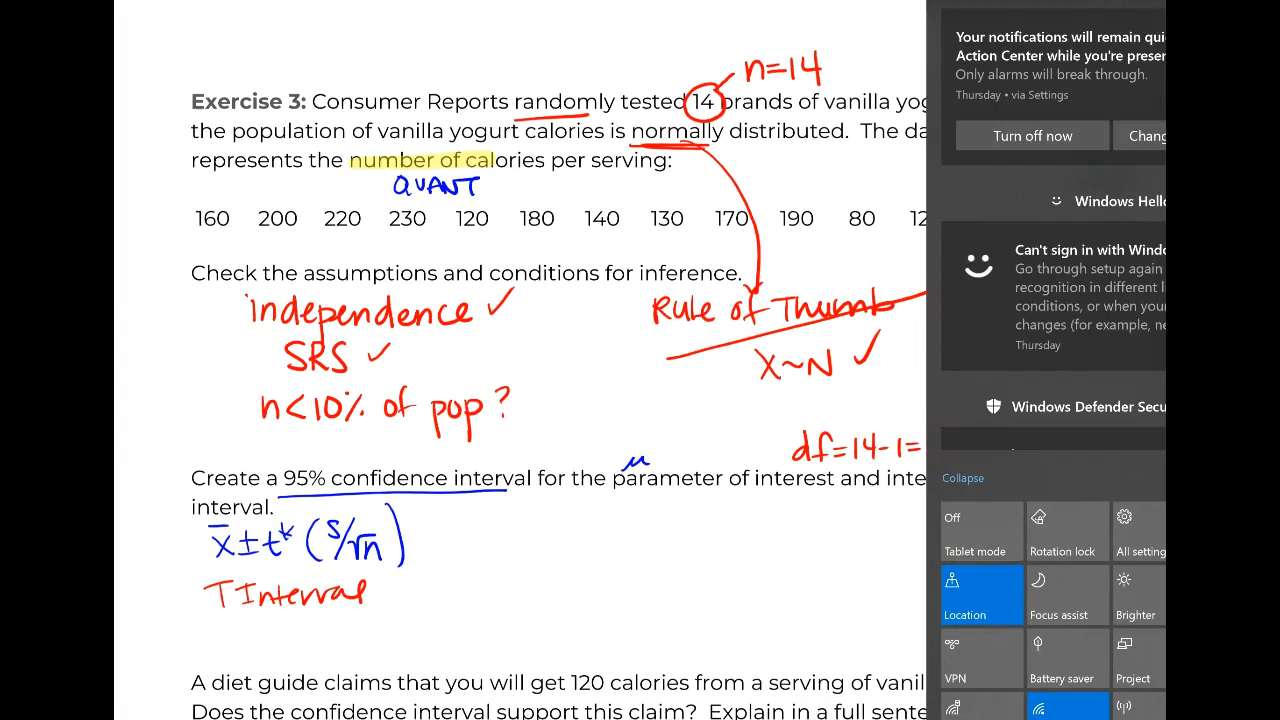 n=14
Exercise 3: Consumer Reports randomly tested 14 brands of vanilla yog
the population of vanilla yogurt calories is normally distributed. The da
represents the number of calories per serving:
QUANT
160 200 220 230 120 180 140 130 170 190 80 12
Check the assumptions and conditions for inference.
independence ✓
SRS ✓
n<10% of pop?
Rule of Thumb
X~N ✓
df=14-1=
μ
Create a 95% confidence interval for the parameter of interest and inte
interval.
x̄±t* (s/√n)
TInterval
A diet guide claims that you will get 120 calories from a serving of vanil
Does the confidence interval support this claim? Explain in a full sente
Your notifications will remain qui
Action Center while you're presen
Only alarms will break through.
Thursday • via Settings
Turn off now
Chang
Windows Hello
Can't sign in with Windo
Go through setup again
recognition in different l
conditions, or when your
changes (for example, ne
Thursday
Windows Defender Secu
Collapse
Off
Tablet mode
Rotation lock
All setting
Location
Focus assist
Brighter
VPN
Battery saver
Project